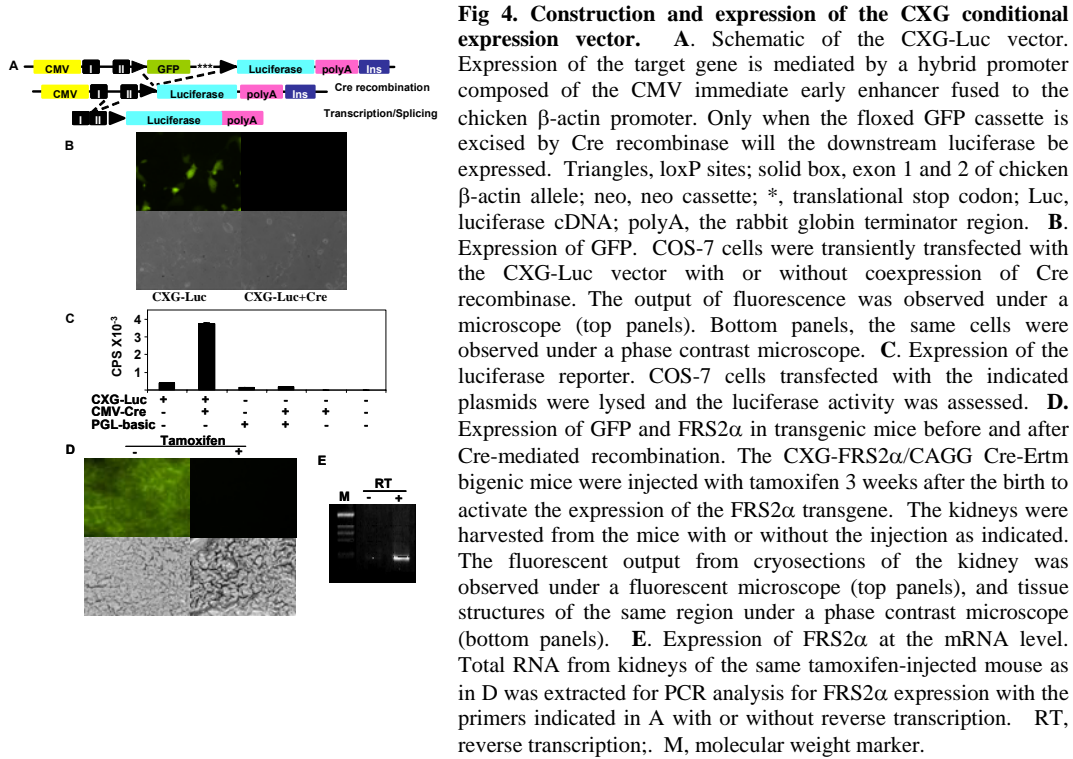 Fig 4. Construction and expression of the CXG conditional
expression vector. A. Schematic of the CXG-Luc vector.
Expression of the target gene is mediated by a hybrid promoter
composed of the CMV immediate early enhancer fused to the
chicken β-actin promoter. Only when the floxed GFP cassette is
excised by Cre recombinase will the downstream luciferase be
expressed. Triangles, loxP sites; solid box, exon 1 and 2 of chicken
β-actin allele; neo, neo cassette; *, translational stop codon; Luc,
luciferase cDNA; polyA, the rabbit globin terminator region. B.
Expression of GFP. COS-7 cells were transiently transfected with
the CXG-Luc vector with or without coexpression of Cre
recombinase. The output of fluorescence was observed under a
microscope (top panels). Bottom panels, the same cells were
observed under a phase contrast microscope. C. Expression of the
luciferase reporter. COS-7 cells transfected with the indicated
plasmids were lysed and the luciferase activity was assessed. D.
Expression of GFP and FRS2α in transgenic mice before and after
Cre-mediated recombination. The CXG-FRS2α/CAGG Cre-Ertm
bigenic mice were injected with tamoxifen 3 weeks after the birth to
activate the expression of the FRS2α transgene. The kidneys were
harvested from the mice with or without the injection as indicated.
The fluorescent output from cryosections of the kidney was
observed under a fluorescent microscope (top panels), and tissue
structures of the same region under a phase contrast microscope
(bottom panels). E. Expression of FRS2α at the mRNA level.
Total RNA from kidneys of the same tamoxifen-injected mouse as
in D was extracted for PCR analysis for FRS2α expression with the
primers indicated in A with or without reverse transcription. RT,
reverse transcription;. M, molecular weight marker.
A CMV I II GFP *** Luciferase polyA Ins
CMV I II Luciferase polyA Ins Cre recombination
I II Luciferase polyA Transcription/Splicing
B
CXG-Luc CXG-Luc+Cre
C
CPS X10-3
4
3
2
1
CXG-Luc + + - - - -
CMV-Cre - + - + + -
PGL-basic - - + + - -
D
Tamoxifen
- +
E
RT
M - +